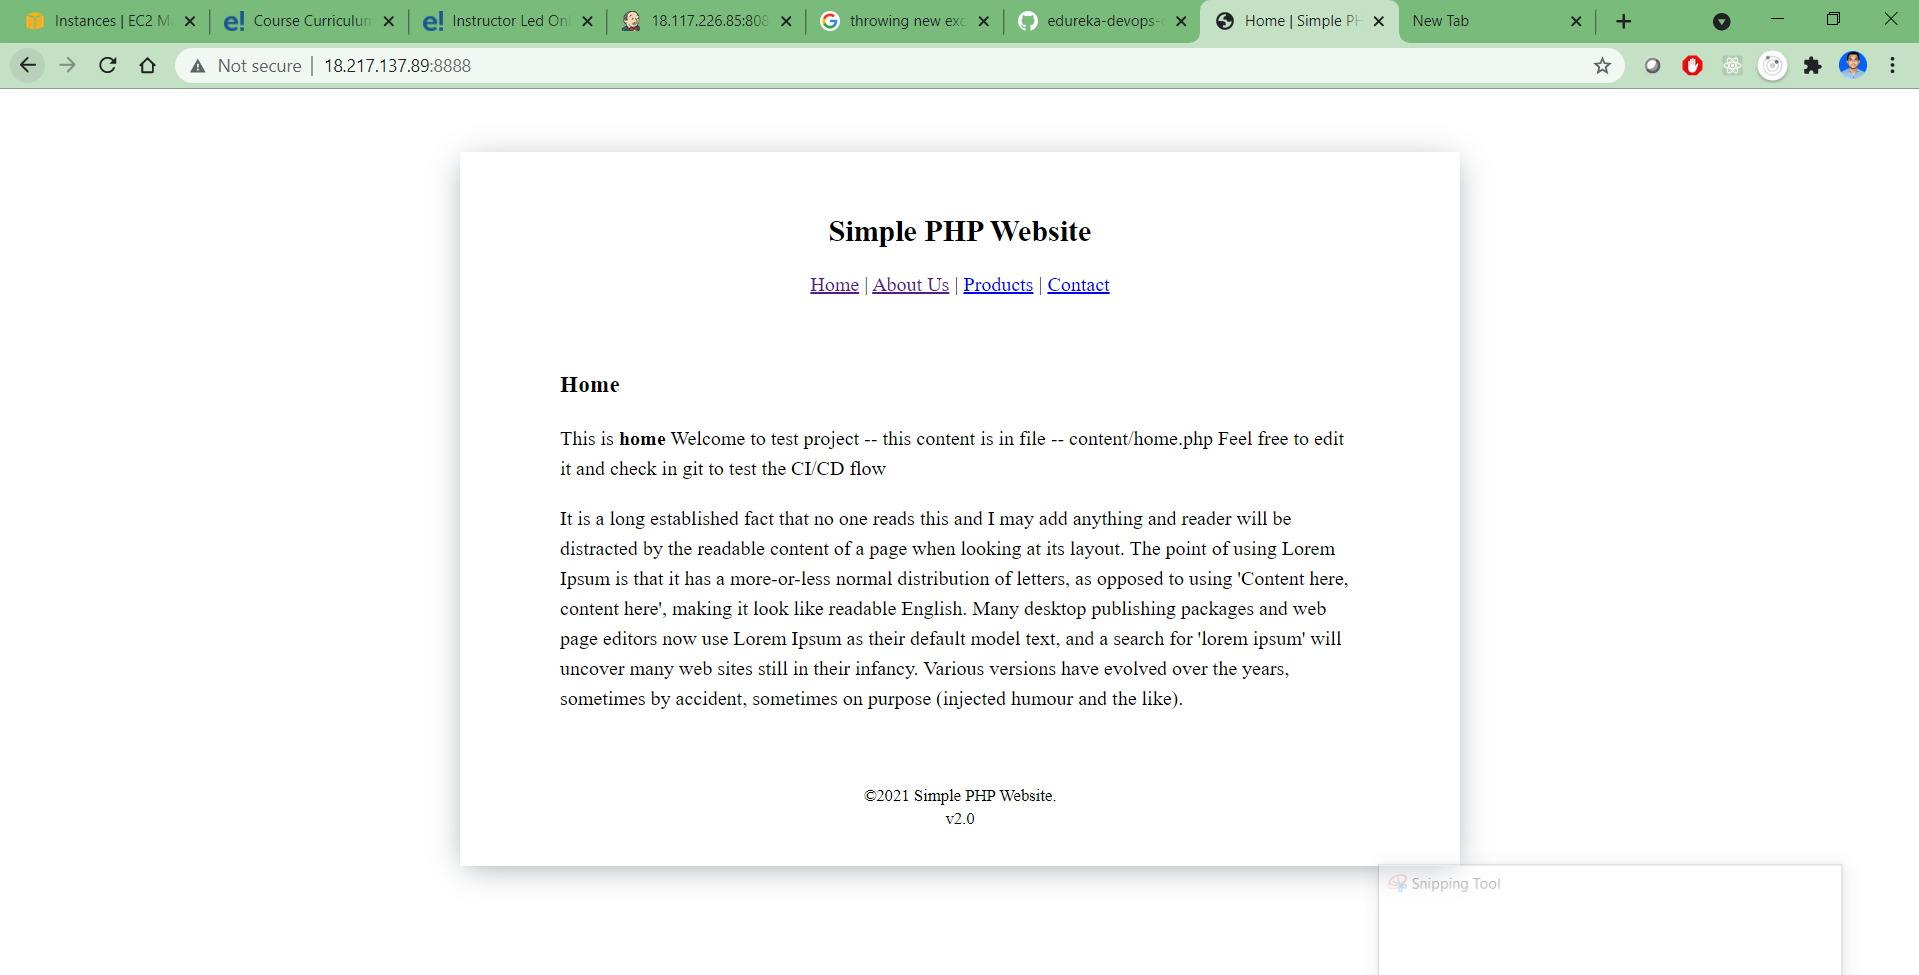 Instances | EC2 Ma
Course Curriculum
Instructor Led Onl
18.117.226.85:808
throwing new exc
edureka-devops-c
Home | Simple PH
New Tab
Not secure | 18.217.137.89:8888
Simple PHP Website
Home | About Us | Products | Contact
Home
This is home Welcome to test project -- this content is in file -- content/home.php Feel free to edit
it and check in git to test the CI/CD flow
It is a long established fact that no one reads this and I may add anything and reader will be
distracted by the readable content of a page when looking at its layout. The point of using Lorem
Ipsum is that it has a more-or-less normal distribution of letters, as opposed to using 'Content here,
content here', making it look like readable English. Many desktop publishing packages and web
page editors now use Lorem Ipsum as their default model text, and a search for 'lorem ipsum' will
uncover many web sites still in their infancy. Various versions have evolved over the years,
sometimes by accident, sometimes on purpose (injected humour and the like).
©2021 Simple PHP Website.
v2.0
Snipping Tool